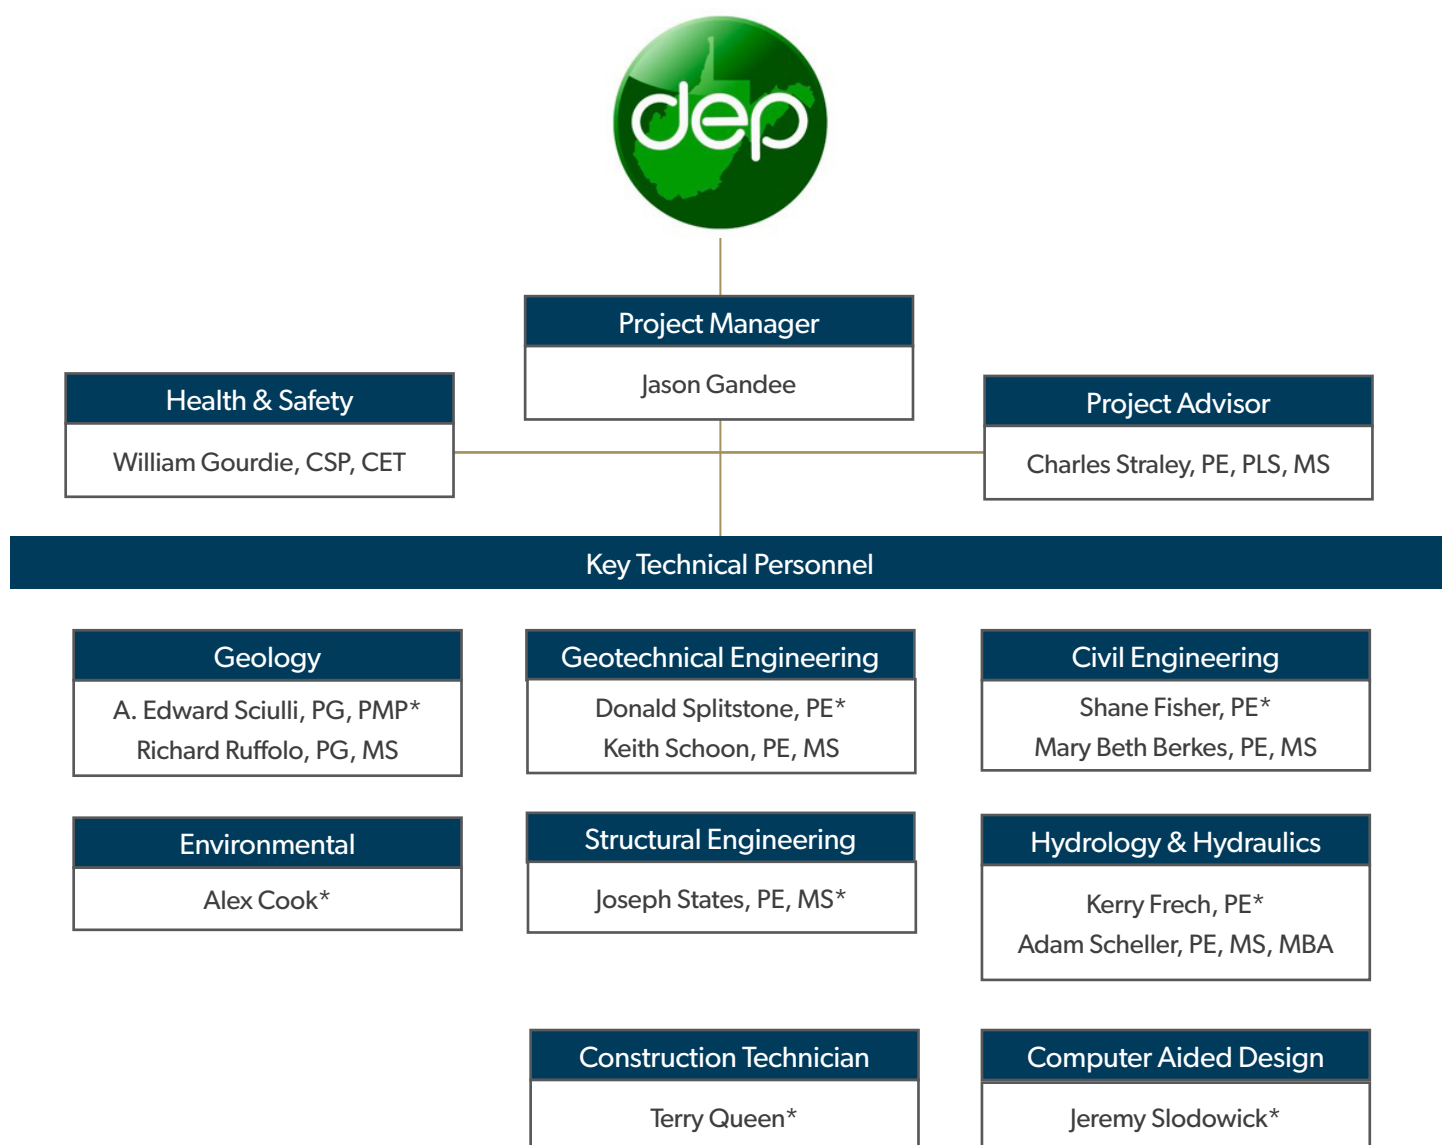 dep
Project Manager
Jason Gandee
Health & Safety
William Gourdie, CSP, CET
Project Advisor
Charles Straley, PE, PLS, MS
Key Technical Personnel
Geology
A. Edward Sciulli, PG, PMP*
Richard Ruffolo, PG, MS
Geotechnical Engineering
Donald Splitstone, PE*
Keith Schoon, PE, MS
Civil Engineering
Shane Fisher, PE*
Mary Beth Berkes, PE, MS
Environmental
Alex Cook*
Structural Engineering
Joseph States, PE, MS*
Hydrology & Hydraulics
Kerry Frech, PE*
Adam Scheller, PE, MS, MBA
Construction Technician
Terry Queen*
Computer Aided Design
Jeremy Slodowick*